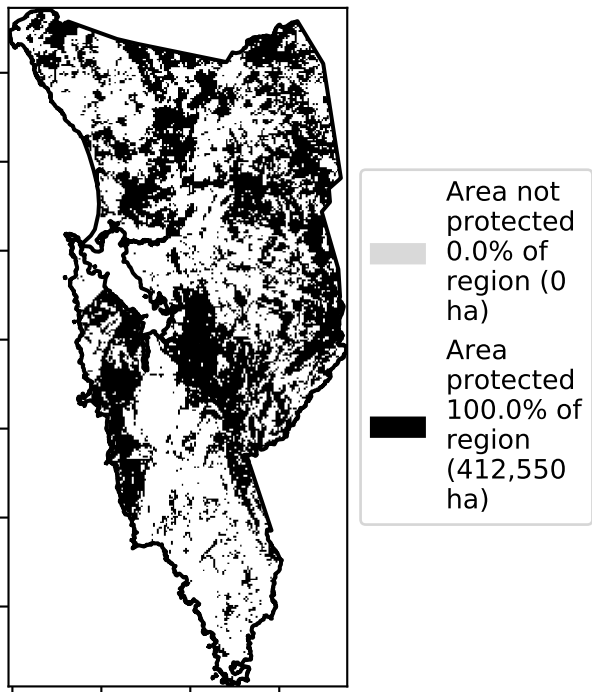 Area not
protected
0.0% of
region (0
ha)
Area
protected
100.0% of
region
(412,550
ha)